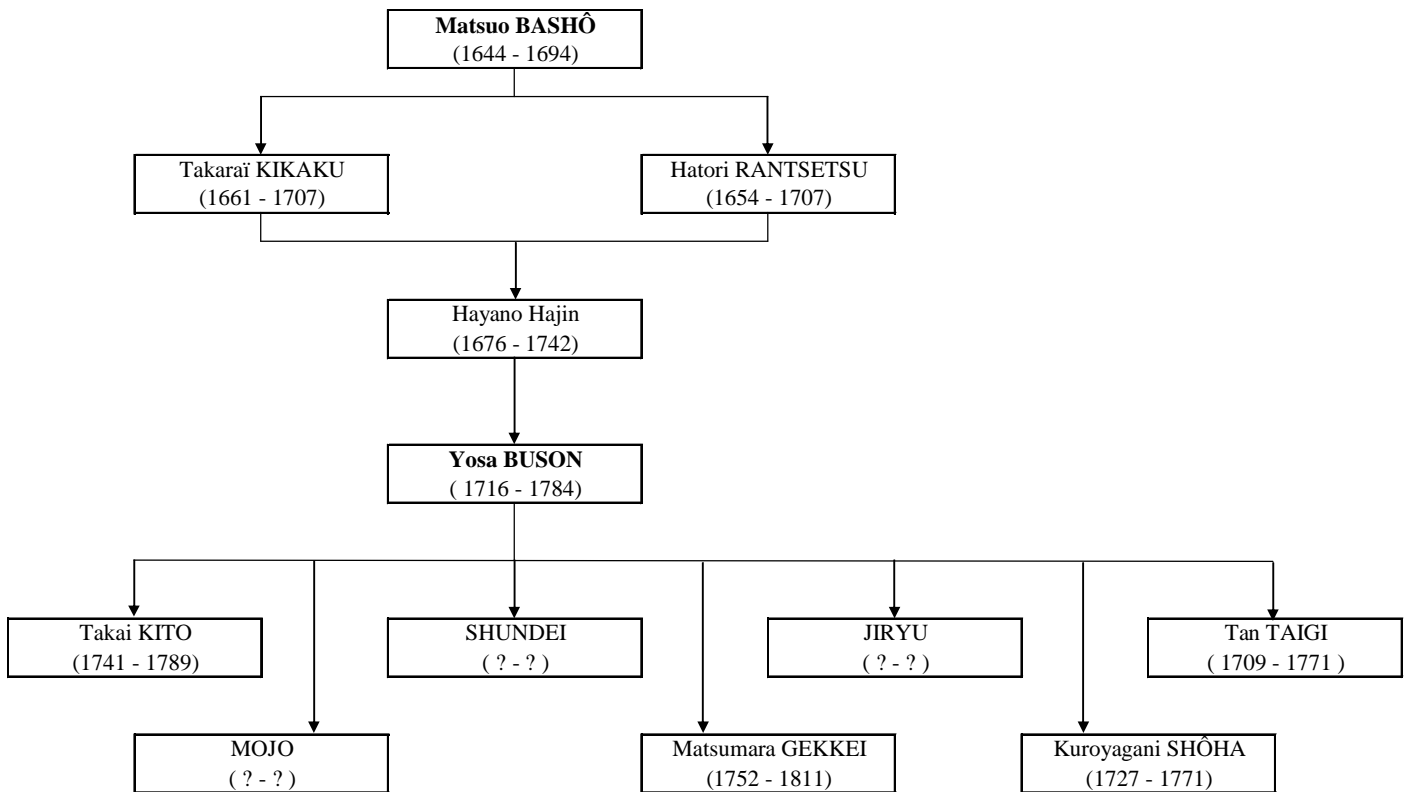 Matsuo BASHÔ
(1644 - 1694)
Takaraï KIKAKU
(1661 - 1707)
Hatori RANTSETSU
(1654 - 1707)
Hayano Hajin
(1676 - 1742)
Yosa BUSON
( 1716 - 1784)
Takai KITO
(1741 - 1789)
SHUNDEI
( ? - ? )
JIRYU
( ? - ? )
Tan TAIGI
( 1709 - 1771 )
MOJO
( ? - ? )
Matsumara GEKKEI
(1752 - 1811)
Kuroyagani SHÔHA
(1727 - 1771)